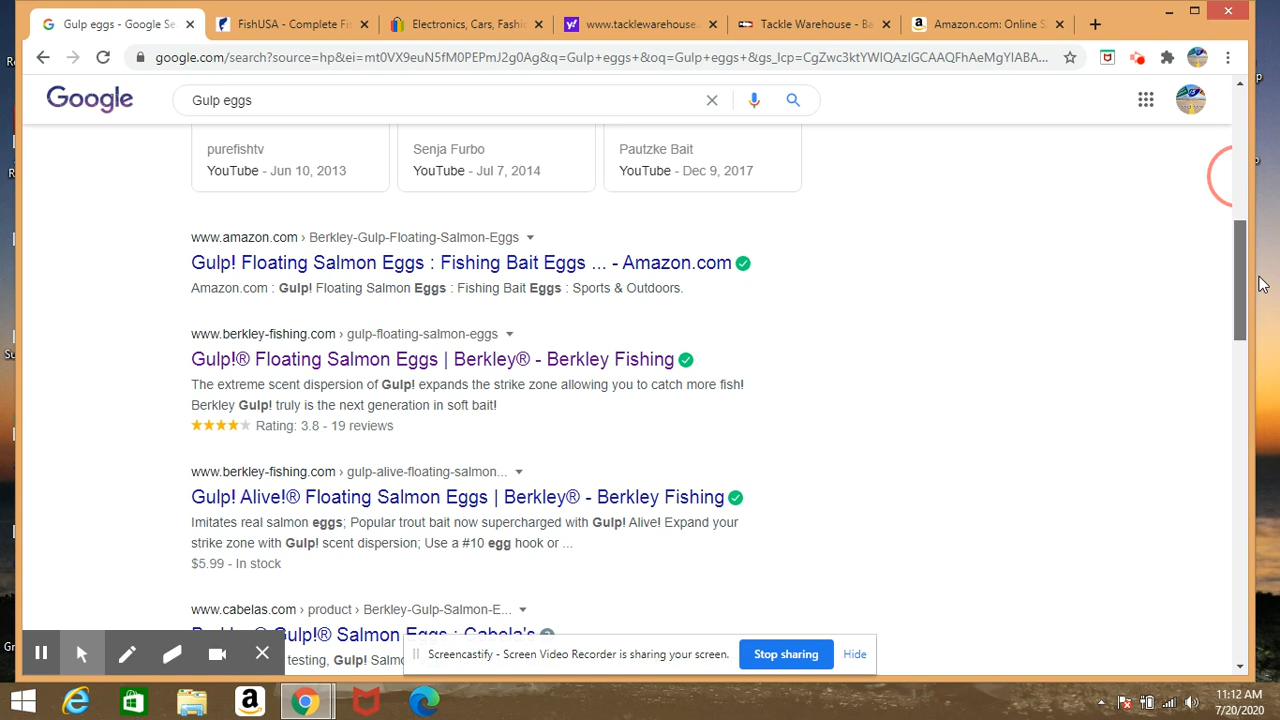 Gulp eggs - Google Se
FishUSA - Complete Fi
Electronics, Cars, Fashio
www.tacklewarehouse.
Tackle Warehouse - Ba
Amazon.com: Online S
google.com/search?source=hp&ei=mt0VX9euN5fM0PEPmJ2g0Ag&q=Gulp+eggs+&oq=Gulp+eggs+&gs_lcp=CgZwc3ktYWIQAzIGCAAQFhAeMgYIABA...
Google
Gulp eggs
purefishtv
YouTube - Jun 10, 2013
Senja Furbo
YouTube - Jul 7, 2014
Pautzke Bait
YouTube - Dec 9, 2017
www.amazon.com › Berkley-Gulp-Floating-Salmon-Eggs
Gulp! Floating Salmon Eggs : Fishing Bait Eggs ... - Amazon.com
Amazon.com : Gulp! Floating Salmon Eggs : Fishing Bait Eggs : Sports & Outdoors.
www.berkley-fishing.com › gulp-floating-salmon-eggs
Gulp!® Floating Salmon Eggs | Berkley® - Berkley Fishing
The extreme scent dispersion of Gulp! expands the strike zone allowing you to catch more fish!
Berkley Gulp! truly is the next generation in soft bait!
Rating: 3.8 - 19 reviews
www.berkley-fishing.com › gulp-alive-floating-salmon...
Gulp! Alive!® Floating Salmon Eggs | Berkley® - Berkley Fishing
Imitates real salmon eggs; Popular trout bait now supercharged with Gulp! Alive! Expand your
strike zone with Gulp! scent dispersion; Use a #10 egg hook or ...
$5.99 - In stock
www.cabelas.com › product › Berkley-Gulp-Salmon-E...
Gulp!® Salmon Eggs : Cabela's
testing, Gulp!
Screencastify - Screen Video Recorder is sharing your screen.
Stop sharing
Hide
11:12 AM
7/20/2020